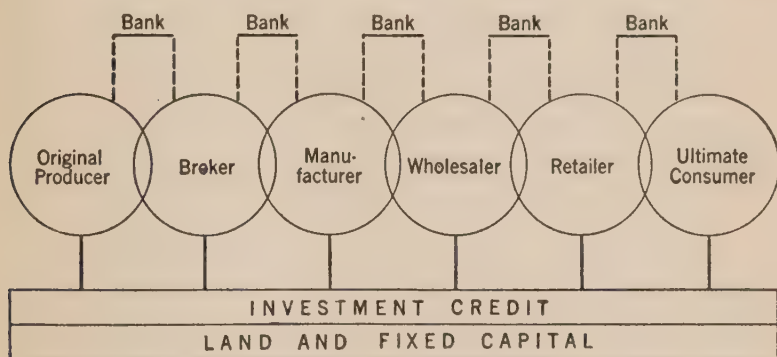 Bank Bank Bank Bank Bank
Original
Producer
Broker
Manu-
facturer
Wholesaler
Retailer
Ultimate
Consumer
INVESTMENT CREDIT
LAND AND FIXED CAPITAL